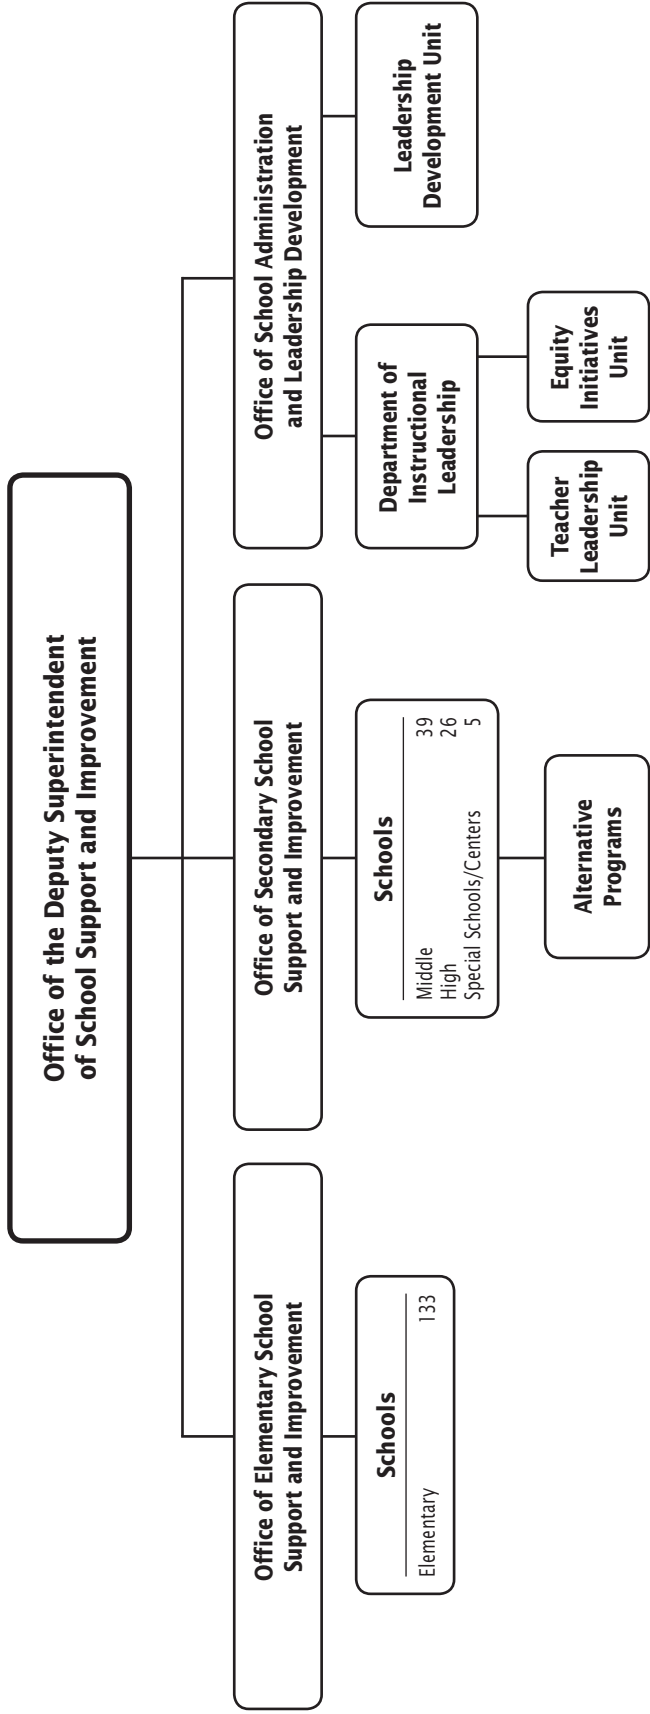 Office of the Deputy Superintendent
of School Support and Improvement
Office of Elementary School
Support and Improvement
Schools
Elementary 133
Office of Secondary School
Support and Improvement
Schools
Middle 39
High 26
Special Schools/Centers 5
Alternative
Programs
Office of School Administration
and Leadership Development
Department of
Instructional
Leadership
Teacher
Leadership
Unit
Equity
Initiatives
Unit
Leadership
Development Unit